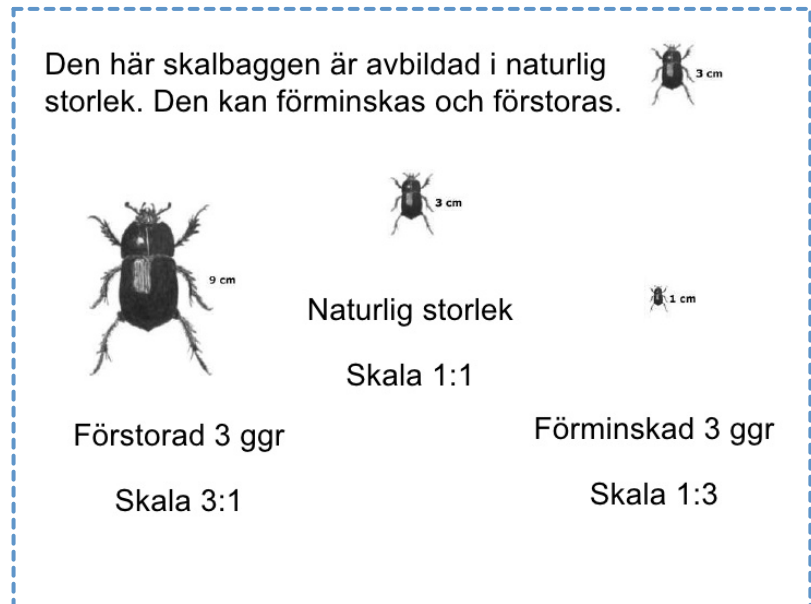 Den här skalbaggen är avbildad i naturlig
storlek. Den kan förminskas och förstoras.
3 cm
3 cm
9 cm
1 cm
Naturlig storlek
Skala 1:1
Förstorad 3 ggr
Skala 3:1
Förminskad 3 ggr
Skala 1:3